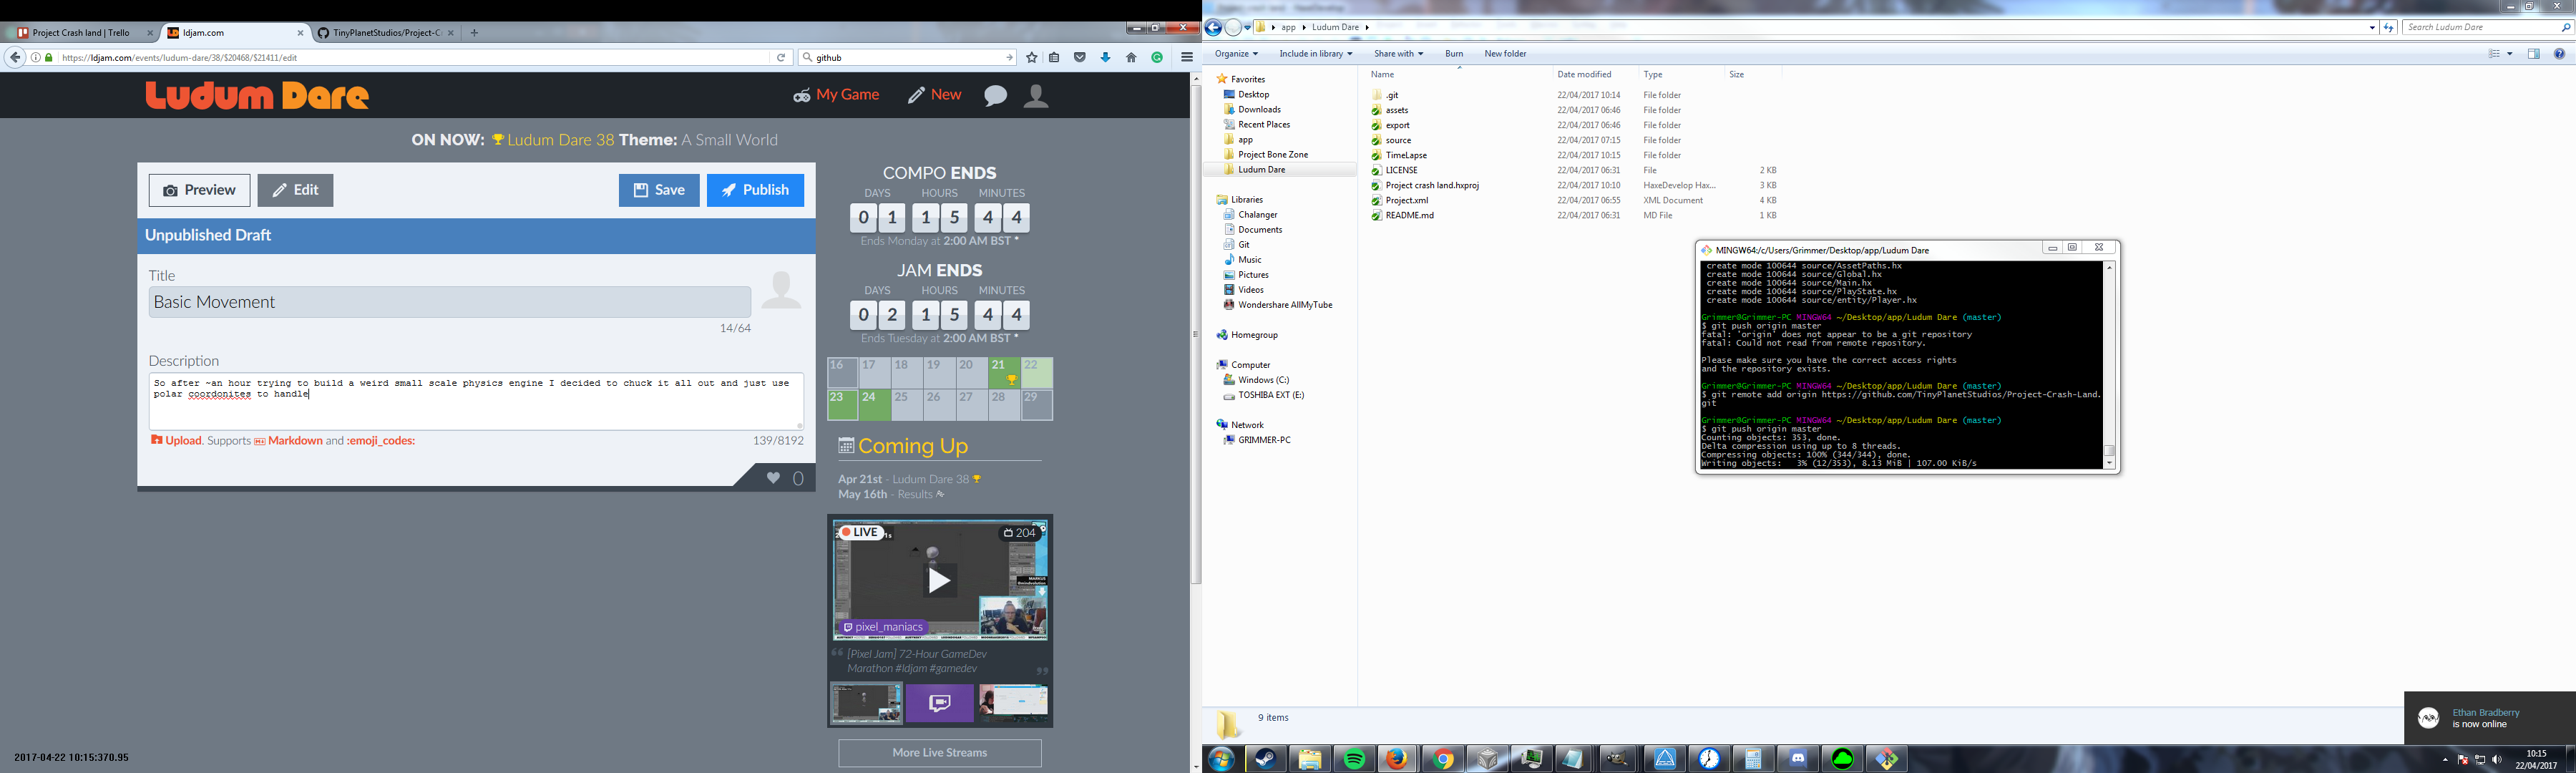 Project Crash land | Trello
ldjam.com
TinyPlanetStudios/Project-C
https://ldjam.com/events/ludum-dare/38/$20468/$21411/edit
github
Ludum Dare
My Game
New
ON NOW: Ludum Dare 38 Theme: A Small World
Preview
Edit
Save
Publish
Unpublished Draft
Title
Basic Movement
14/64
Description
So after ~an hour trying to build a weird small scale physics engine I decided to chuck it all out and just use
polar coordonites to handle
Upload. Supports Markdown and :emoji_codes:
139/8192
0
COMPO ENDS
DAYS HOURS MINUTES
0 1 1 5 4 4
Ends Monday at 2:00 AM BST *
JAM ENDS
DAYS HOURS MINUTES
0 2 1 5 4 4
Ends Tuesday at 2:00 AM BST *
16 17 18 19 20 21 22
23 24 25 26 27 28 29
Coming Up
Apr 21st - Ludum Dare 38
May 16th - Results
LIVE
204
MARKUS
pixel_maniacs
[Pixel Jam] 72-Hour GameDev
Marathon #ldjam #gamedev
More Live Streams
2017-04-22 10:15:370.95
app
Ludum Dare
Search Ludum Dare
Organize
Include in library
Share with
Burn
New folder
Favorites
Desktop
Downloads
Recent Places
app
Project Bone Zone
Ludum Dare
Libraries
Chalanger
Documents
Git
Music
Pictures
Videos
Wondershare AllMyTube
Homegroup
Computer
Windows (C:)
TOSHIBA EXT (E:)
Network
GRIMMER-PC
Name Date modified Type Size
.git 22/04/2017 10:14 File folder
assets 22/04/2017 06:46 File folder
export 22/04/2017 06:46 File folder
source 22/04/2017 07:15 File folder
TimeLapse 22/04/2017 10:15 File folder
LICENSE 22/04/2017 06:31 File 2 KB
Project crash land.hxproj 22/04/2017 10:10 HaxeDevelop Hax... 3 KB
Project.xml 22/04/2017 06:55 XML Document 4 KB
README.md 22/04/2017 06:31 MD File 1 KB
MINGW64:/c/Users/Grimmer/Desktop/app/Ludum Dare
create mode 100644 source/AssetPaths.hx
create mode 100644 source/Global.hx
create mode 100644 source/Main.hx
create mode 100644 source/PlayState.hx
create mode 100644 source/entity/Player.hx
Grimmer@Grimmer-PC MINGW64 ~/Desktop/app/Ludum Dare (master)
$ git push origin master
fatal: 'origin' does not appear to be a git repository
fatal: Could not read from remote repository.
Please make sure you have the correct access rights
and the repository exists.
Grimmer@Grimmer-PC MINGW64 ~/Desktop/app/Ludum Dare (master)
$ git remote add origin https://github.com/TinyPlanetStudios/Project-Crash-Land.
git
Grimmer@Grimmer-PC MINGW64 ~/Desktop/app/Ludum Dare (master)
$ git push origin master
Counting objects: 353, done.
Delta compression using up to 8 threads.
Compressing objects: 100% (344/344), done.
Writing objects: 3% (12/353), 8.13 MiB | 107.00 KiB/s
9 items
Ethan Bradberry
is now online
10:15
22/04/2017